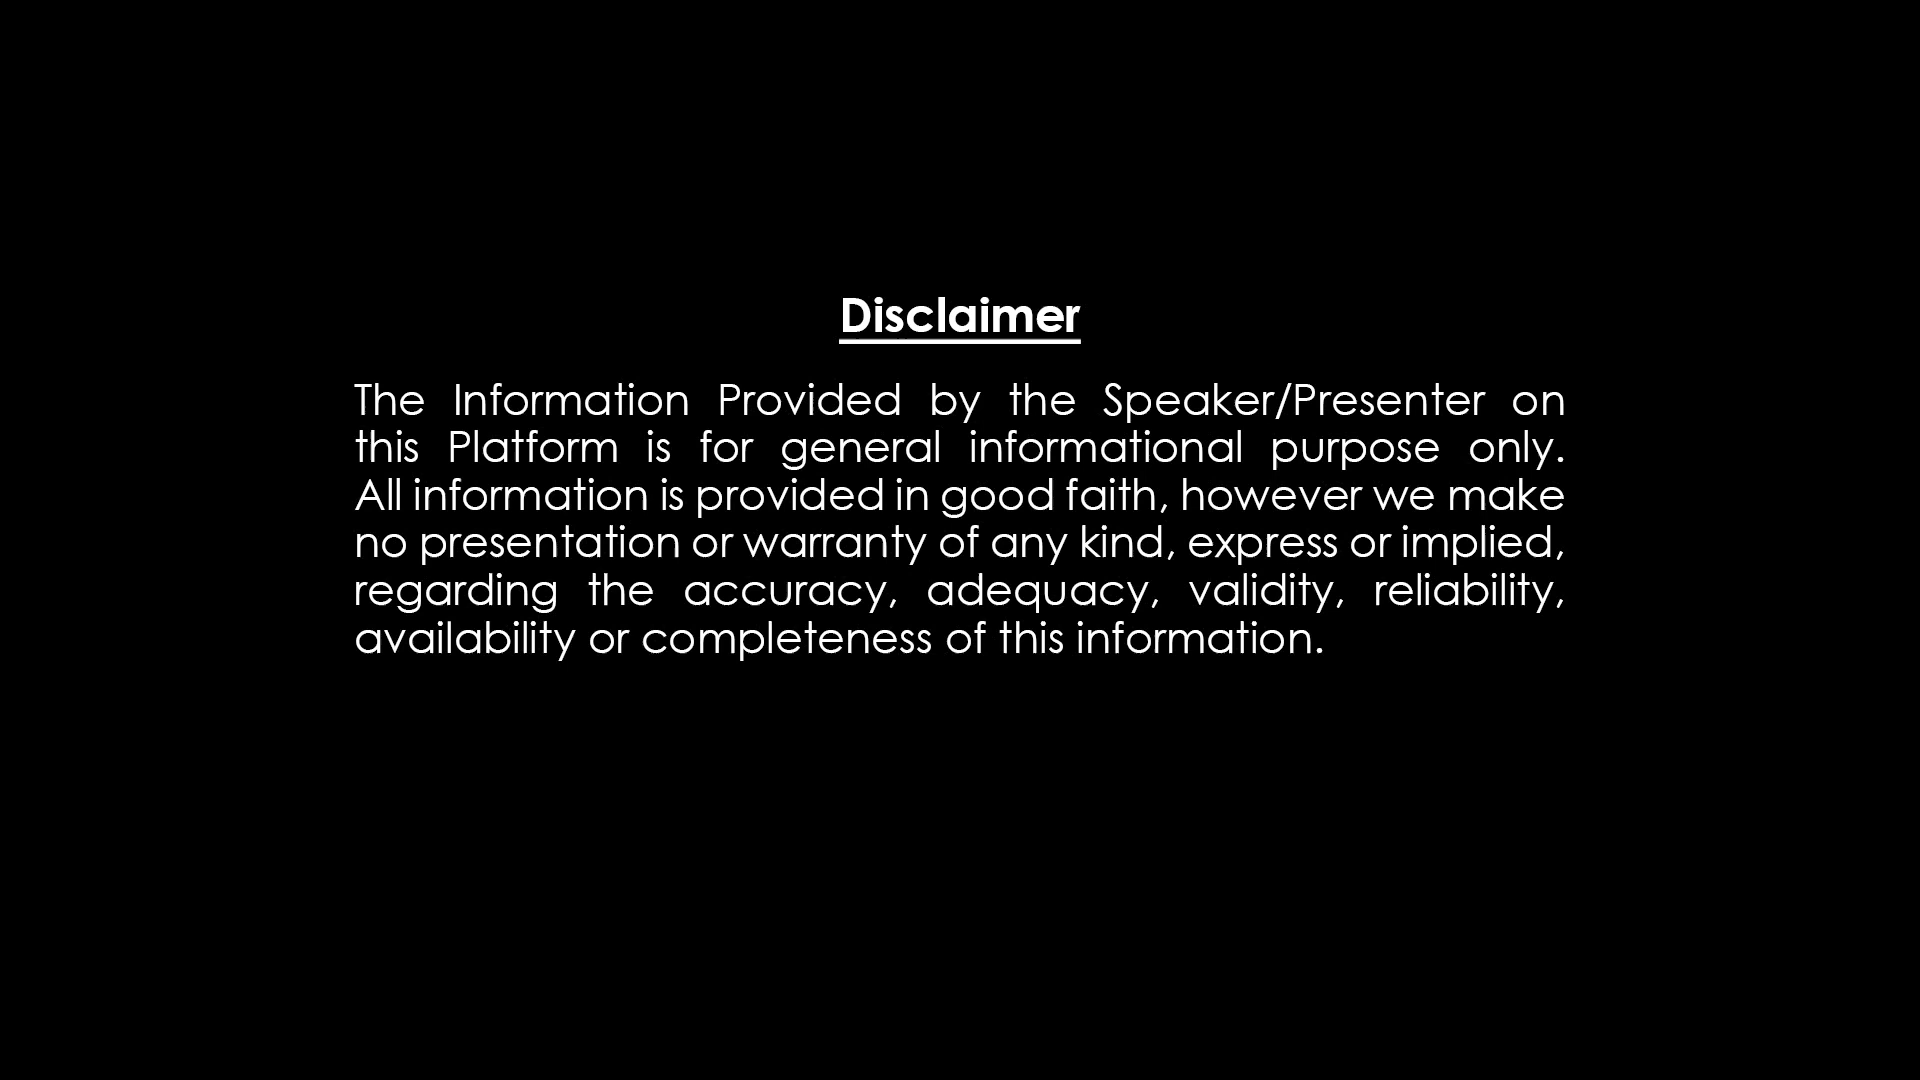 Disclaimer
The Information Provided by the Speaker/Presenter on
this Platform is for general informational purpose only.
All information is provided in good faith, however we make
no presentation or warranty of any kind, express or implied,
regarding the accuracy, adequacy, validity, reliability,
availability or completeness of this information.